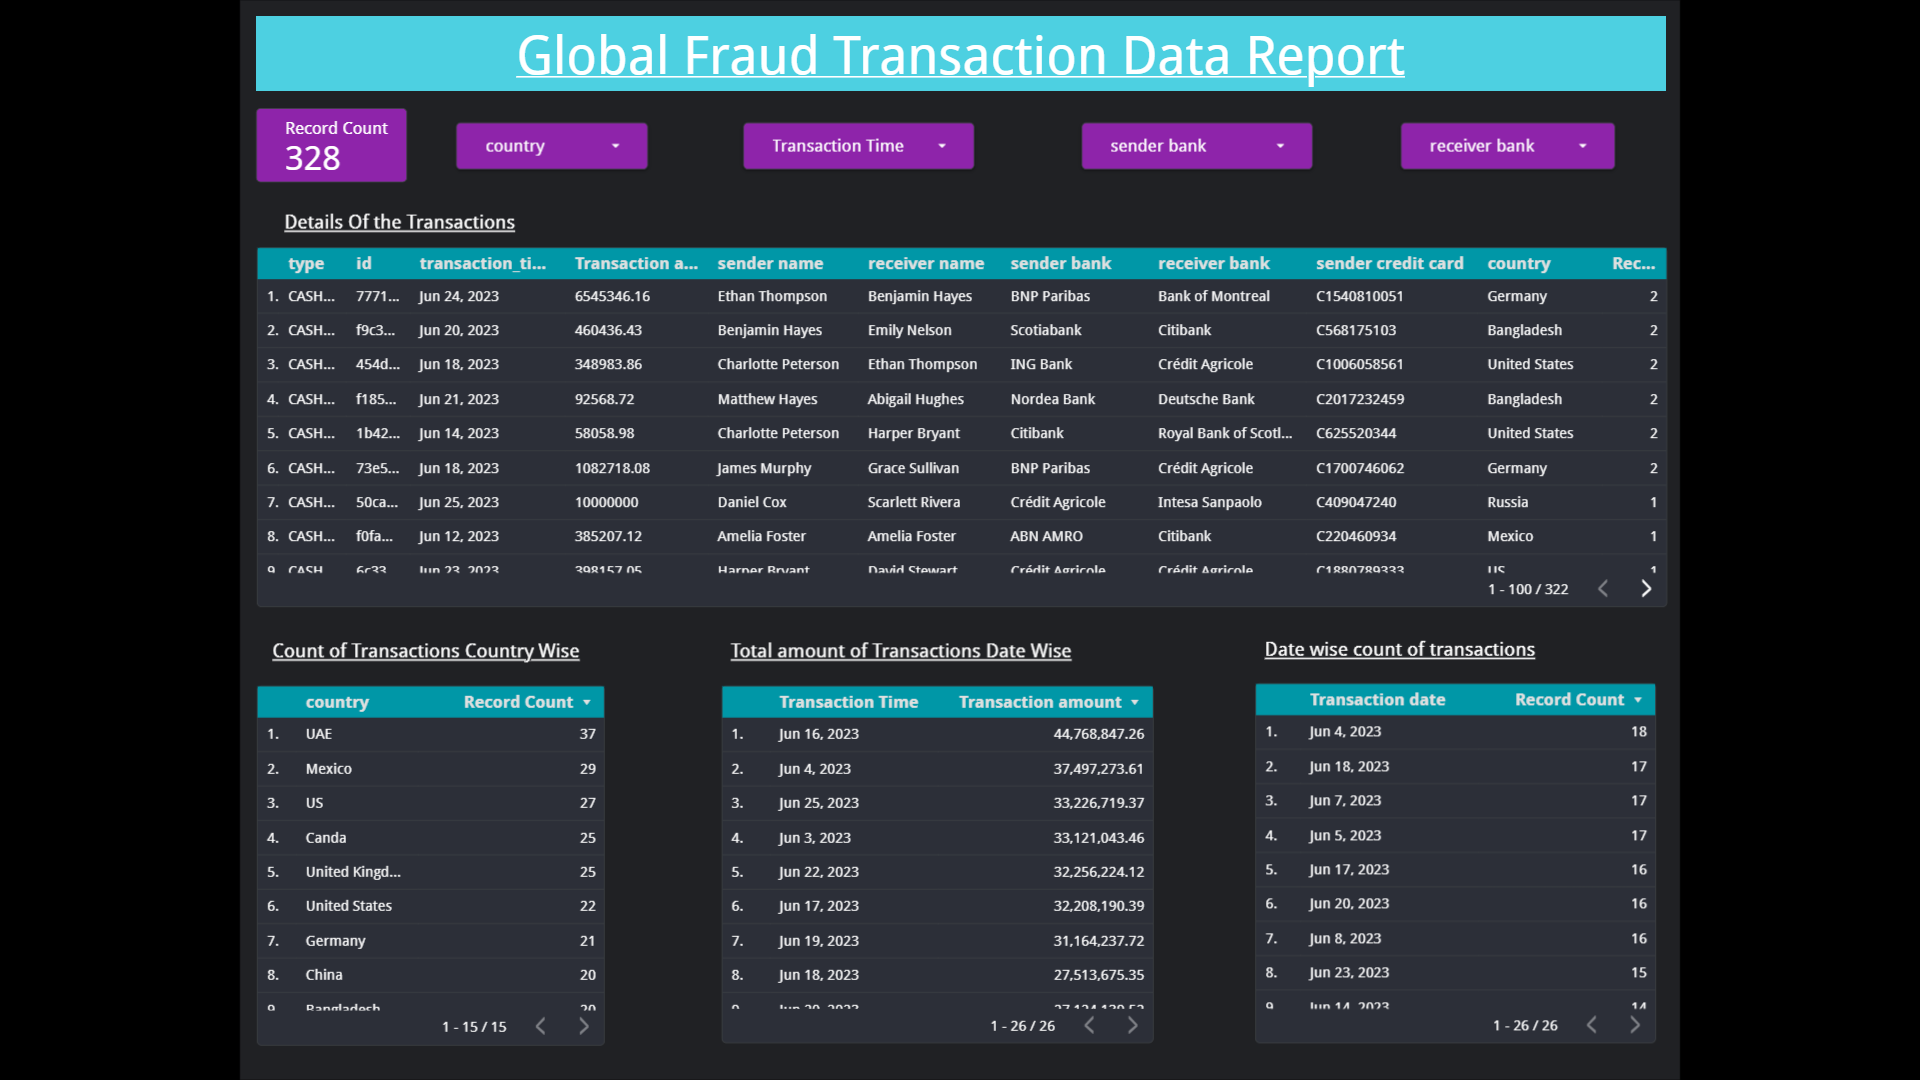 Global Fraud Transaction Data Report
Record Count
328
country
Transaction Time
sender bank
receiver bank
Details Of the Transactions
type id transaction_ti... Transaction a... sender name receiver name sender bank receiver bank sender credit card country Rec...
1. CASH... 7771... Jun 24, 2023 6545346.16 Ethan Thompson Benjamin Hayes BNP Paribas Bank of Montreal C1540810051 Germany 2
2. CASH... f9c3... Jun 20, 2023 460436.43 Benjamin Hayes Emily Nelson Scotiabank Citibank C568175103 Bangladesh 2
3. CASH... 454d... Jun 18, 2023 348983.86 Charlotte Peterson Ethan Thompson ING Bank Crédit Agricole C1006058561 United States 2
4. CASH... f185... Jun 21, 2023 92568.72 Matthew Hayes Abigail Hughes Nordea Bank Deutsche Bank C2017232459 Bangladesh 2
5. CASH... 1b42... Jun 14, 2023 58058.98 Charlotte Peterson Harper Bryant Citibank Royal Bank of Scotl... C625520344 United States 2
6. CASH... 73e5... Jun 18, 2023 1082718.08 James Murphy Grace Sullivan BNP Paribas Crédit Agricole C1700746062 Germany 2
7. CASH... 50ca... Jun 25, 2023 10000000 Daniel Cox Scarlett Rivera Crédit Agricole Intesa Sanpaolo C409047240 Russia 1
8. CASH... f0fa... Jun 12, 2023 385207.12 Amelia Foster Amelia Foster ABN AMRO Citibank C220460934 Mexico 1
9. CASH 6c33 Jun 23, 2023 398157.05 Harper Bryant David Stewart Crédit Agricole Crédit Agricole C1880789333 US 1
1 - 100 / 322
Count of Transactions Country Wise
country Record Count
1. UAE 37
2. Mexico 29
3. US 27
4. Canda 25
5. United Kingd... 25
6. United States 22
7. Germany 21
8. China 20
9. Bangladesh 20
1 - 15 / 15
Total amount of Transactions Date Wise
Transaction Time Transaction amount
1. Jun 16, 2023 44,768,847.26
2. Jun 4, 2023 37,497,273.61
3. Jun 25, 2023 33,226,719.37
4. Jun 3, 2023 33,121,043.46
5. Jun 22, 2023 32,256,224.12
6. Jun 17, 2023 32,208,190.39
7. Jun 19, 2023 31,164,237.72
8. Jun 18, 2023 27,513,675.35
1 - 26 / 26
Date wise count of transactions
Transaction date Record Count
1. Jun 4, 2023 18
2. Jun 18, 2023 17
3. Jun 7, 2023 17
4. Jun 5, 2023 17
5. Jun 17, 2023 16
6. Jun 20, 2023 16
7. Jun 8, 2023 16
8. Jun 23, 2023 15
9. Jun 14, 2023 14
1 - 26 / 26